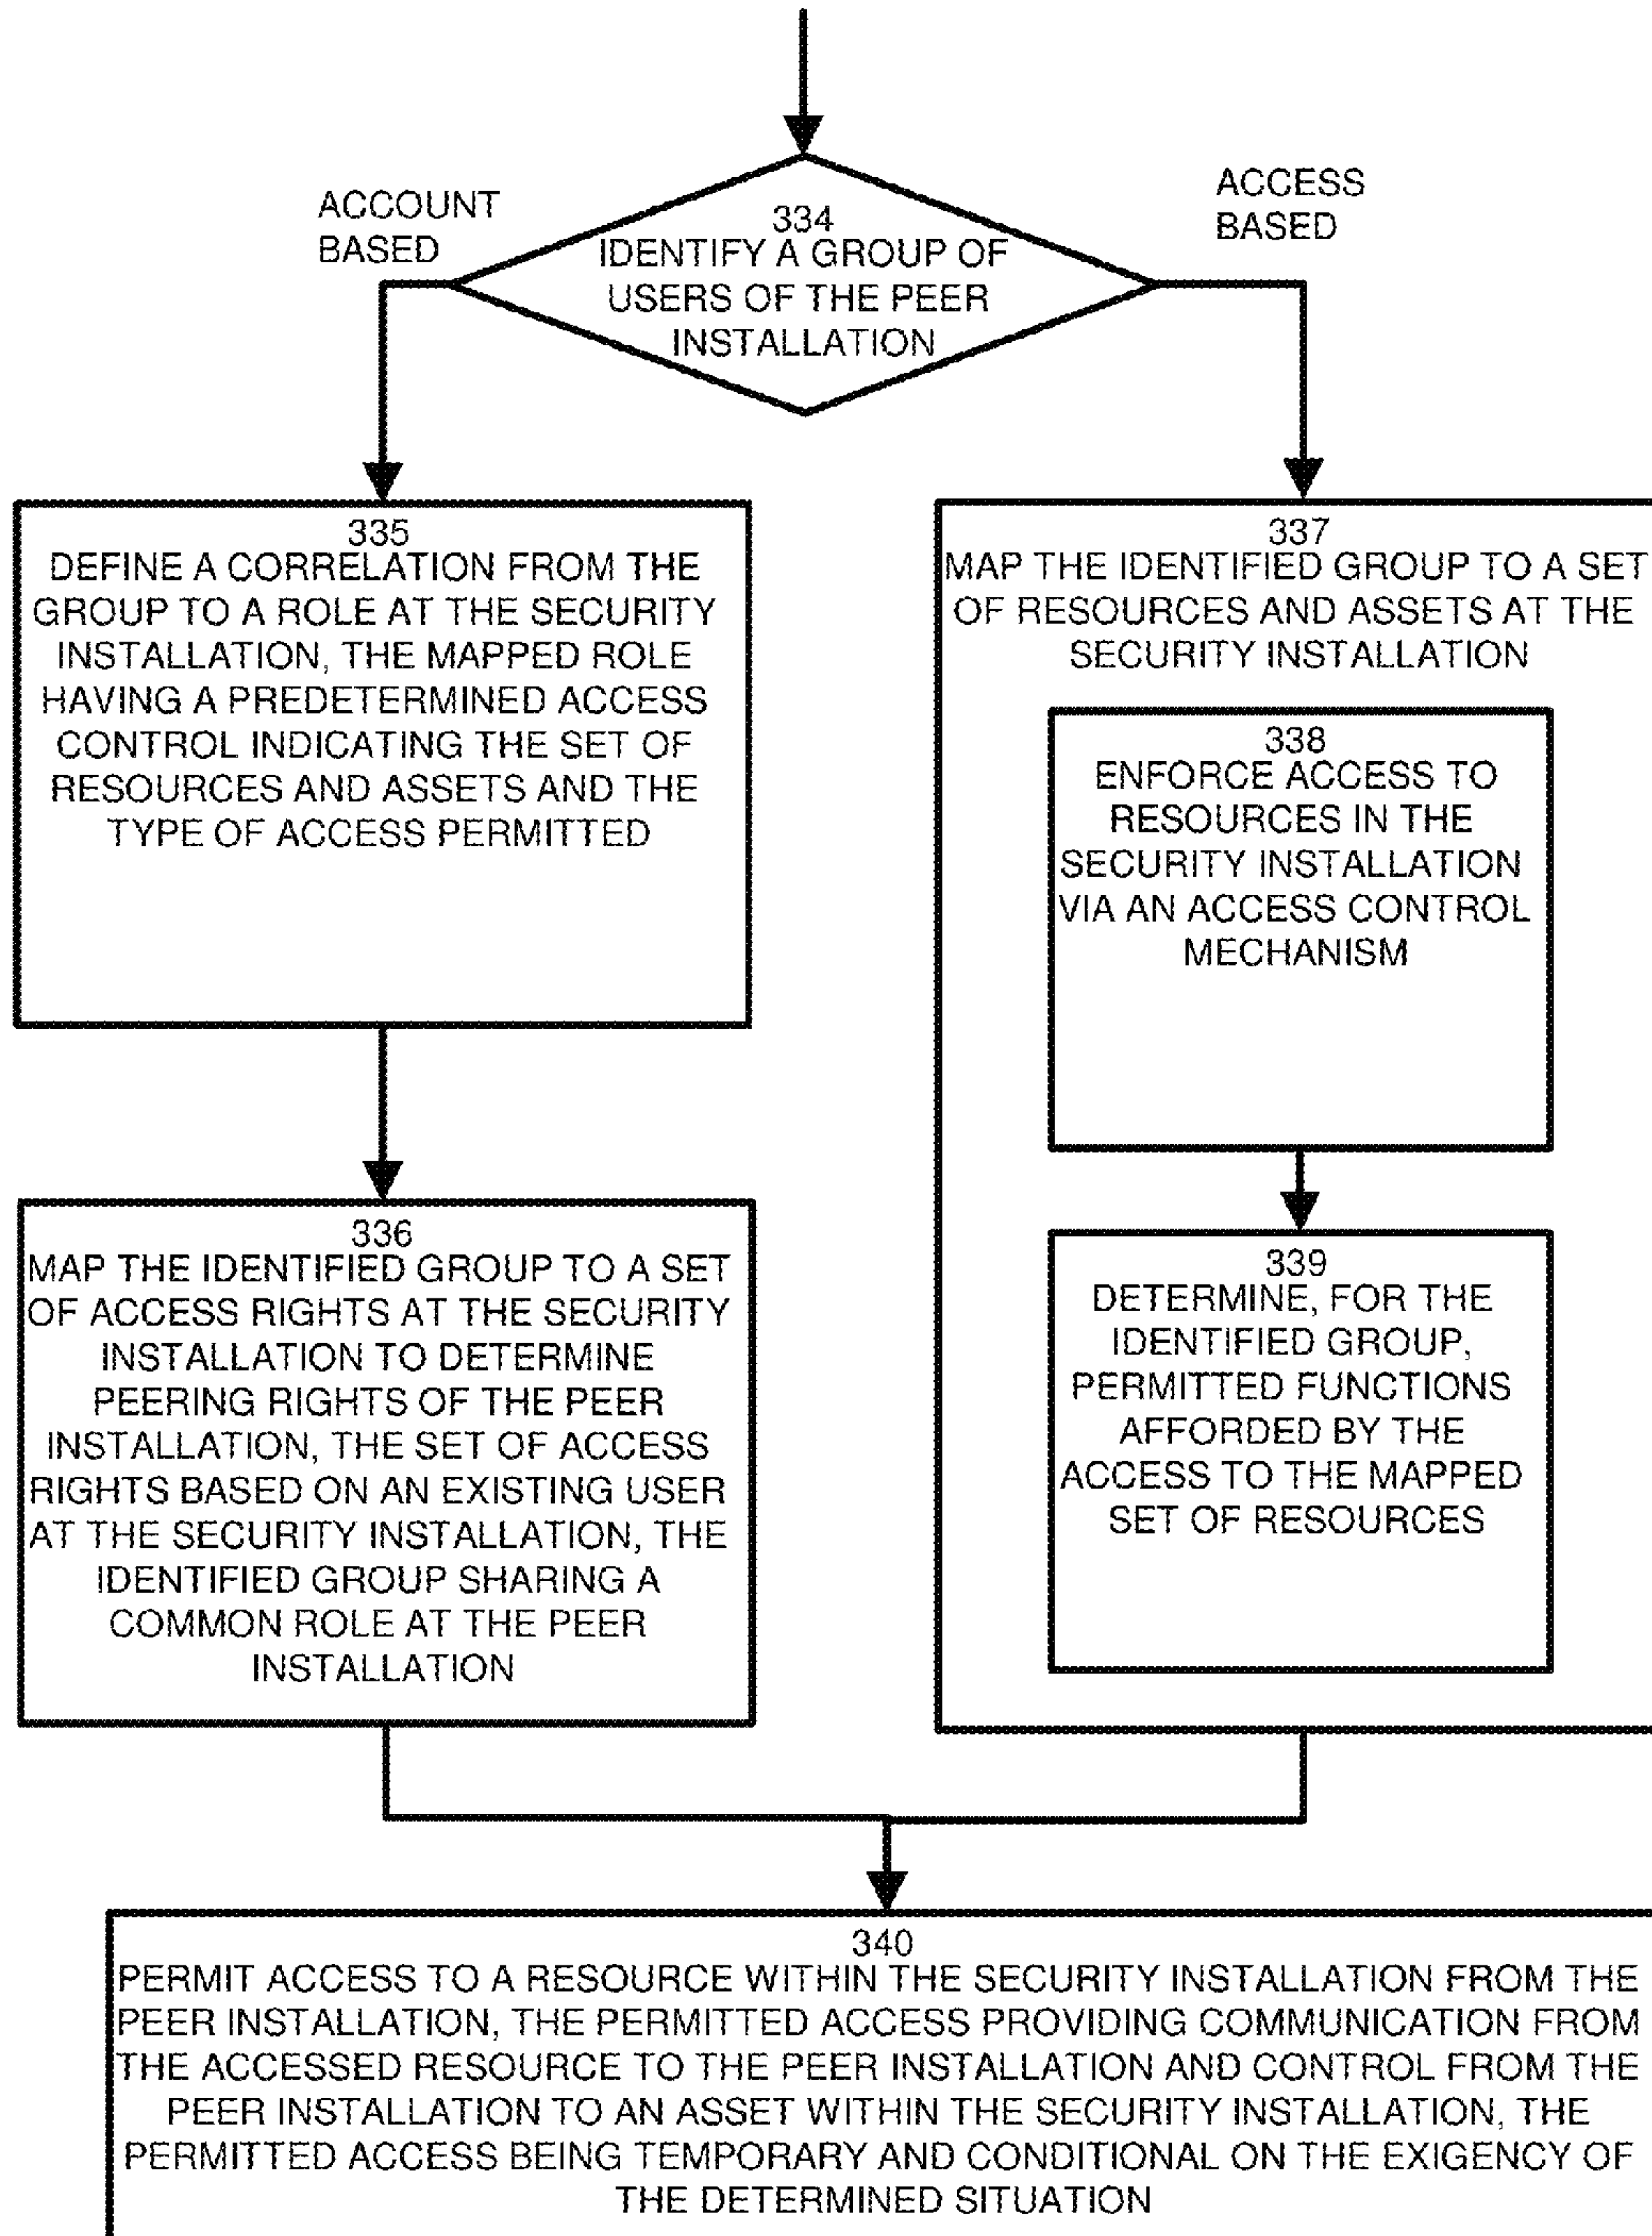 ACCOUNT
BASED
ACCESS
BASED
334
IDENTIFY A GROUP OF
USERS OF THE PEER
INSTALLATION
335
DEFINE A CORRELATION FROM THE
GROUP TO A ROLE AT THE SECURITY
INSTALLATION, THE MAPPED ROLE
HAVING A PREDETERMINED ACCESS
CONTROL INDICATING THE SET OF
RESOURCES AND ASSETS AND THE
TYPE OF ACCESS PERMITTED
336
MAP THE IDENTIFIED GROUP TO A SET
OF ACCESS RIGHTS AT THE SECURITY
INSTALLATION TO DETERMINE
PEERING RIGHTS OF THE PEER
INSTALLATION, THE SET OF ACCESS
RIGHTS BASED ON AN EXISTING USER
AT THE SECURITY INSTALLATION, THE
IDENTIFIED GROUP SHARING A
COMMON ROLE AT THE PEER
INSTALLATION
337
MAP THE IDENTIFIED GROUP TO A SET
OF RESOURCES AND ASSETS AT THE
SECURITY INSTALLATION
338
ENFORCE ACCESS TO
RESOURCES IN THE
SECURITY INSTALLATION
VIA AN ACCESS CONTROL
MECHANISM
339
DETERMINE, FOR THE
IDENTIFIED GROUP,
PERMITTED FUNCTIONS
AFFORDED BY THE
ACCESS TO THE MAPPED
SET OF RESOURCES
340
PERMIT ACCESS TO A RESOURCE WITHIN THE SECURITY INSTALLATION FROM THE
PEER INSTALLATION, THE PERMITTED ACCESS PROVIDING COMMUNICATION FROM
THE ACCESSED RESOURCE TO THE PEER INSTALLATION AND CONTROL FROM THE
PEER INSTALLATION TO AN ASSET WITHIN THE SECURITY INSTALLATION, THE
PERMITTED ACCESS BEING TEMPORARY AND CONDITIONAL ON THE EXIGENCY OF
THE DETERMINED SITUATION